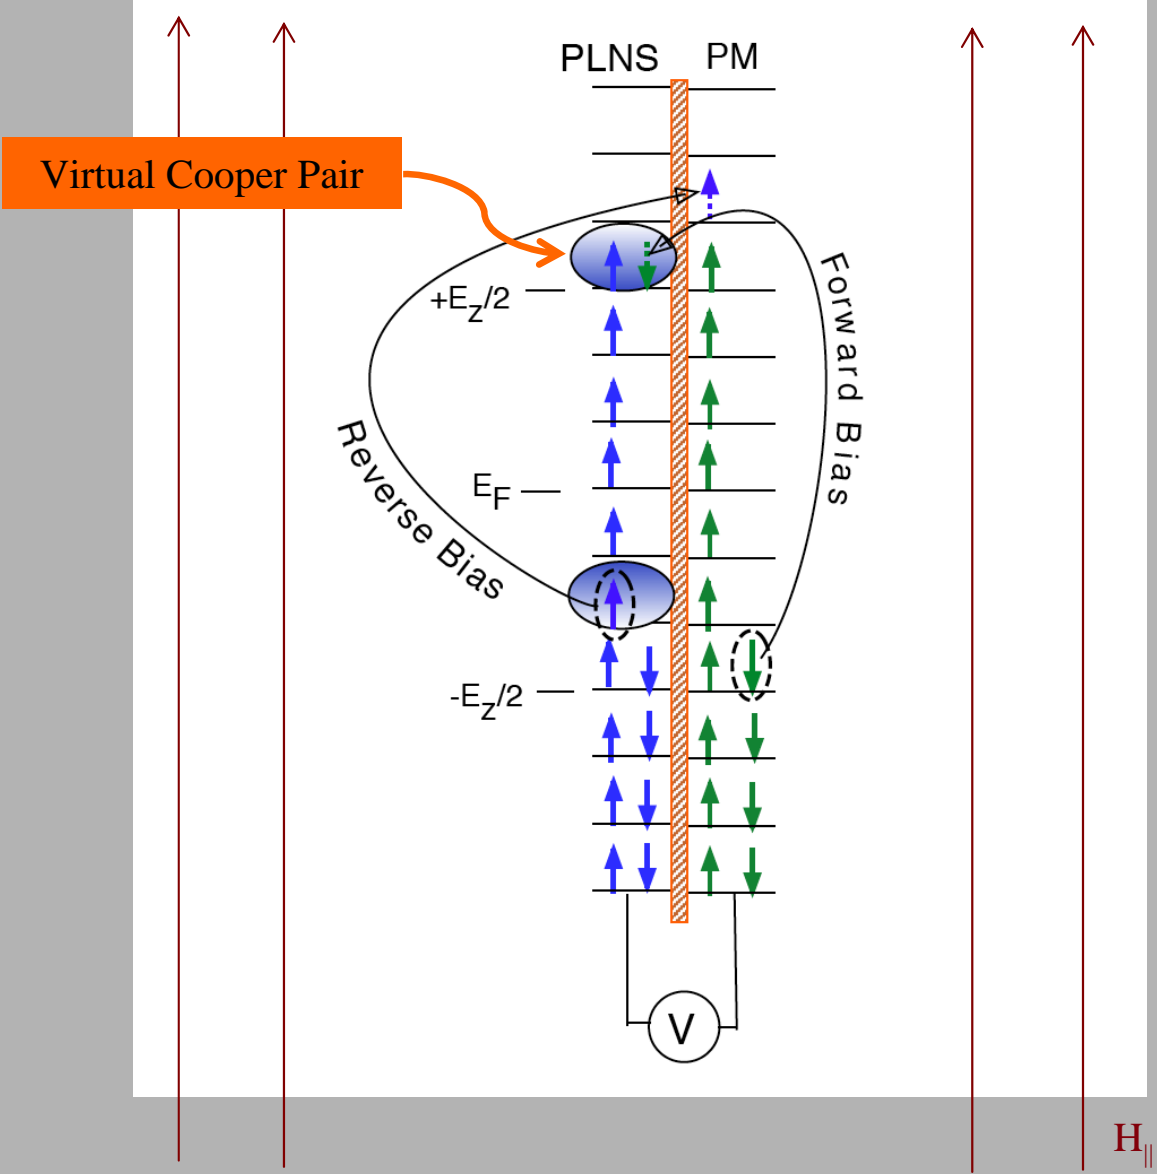 PLNS PM
Virtual Cooper Pair
+E_Z/2
Forward Bias
E_F
Reverse Bias
-E_Z/2
V
H_||